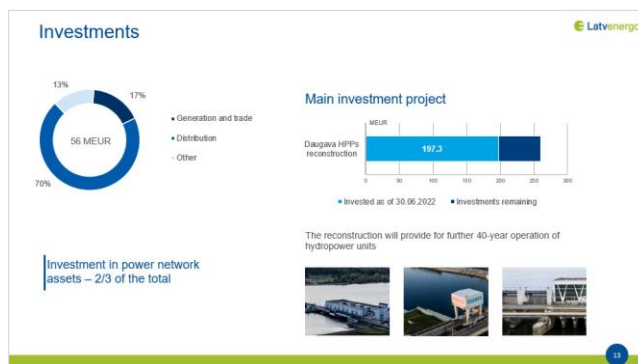 Investments
Latvenergo
13%
17%
56 MEUR
70%
Generation and trade
Distribution
Other
Investment in power network
assets – 2/3 of the total
Main investment project
MEUR
Daugava HPPs
reconstruction
197.3
0 50 100 150 200 250 300
Invested as of 30.06.2022 Investments remaining
The reconstruction will provide for further 40-year operation of
hydropower units
13